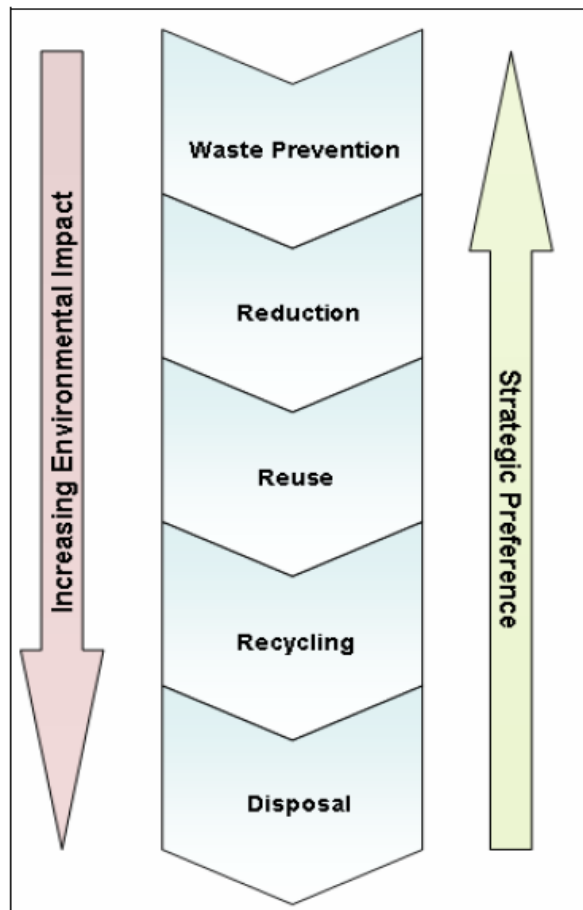 Increasing Environmental Impact
Waste Prevention
Reduction
Reuse
Recycling
Disposal
Strategic Preference